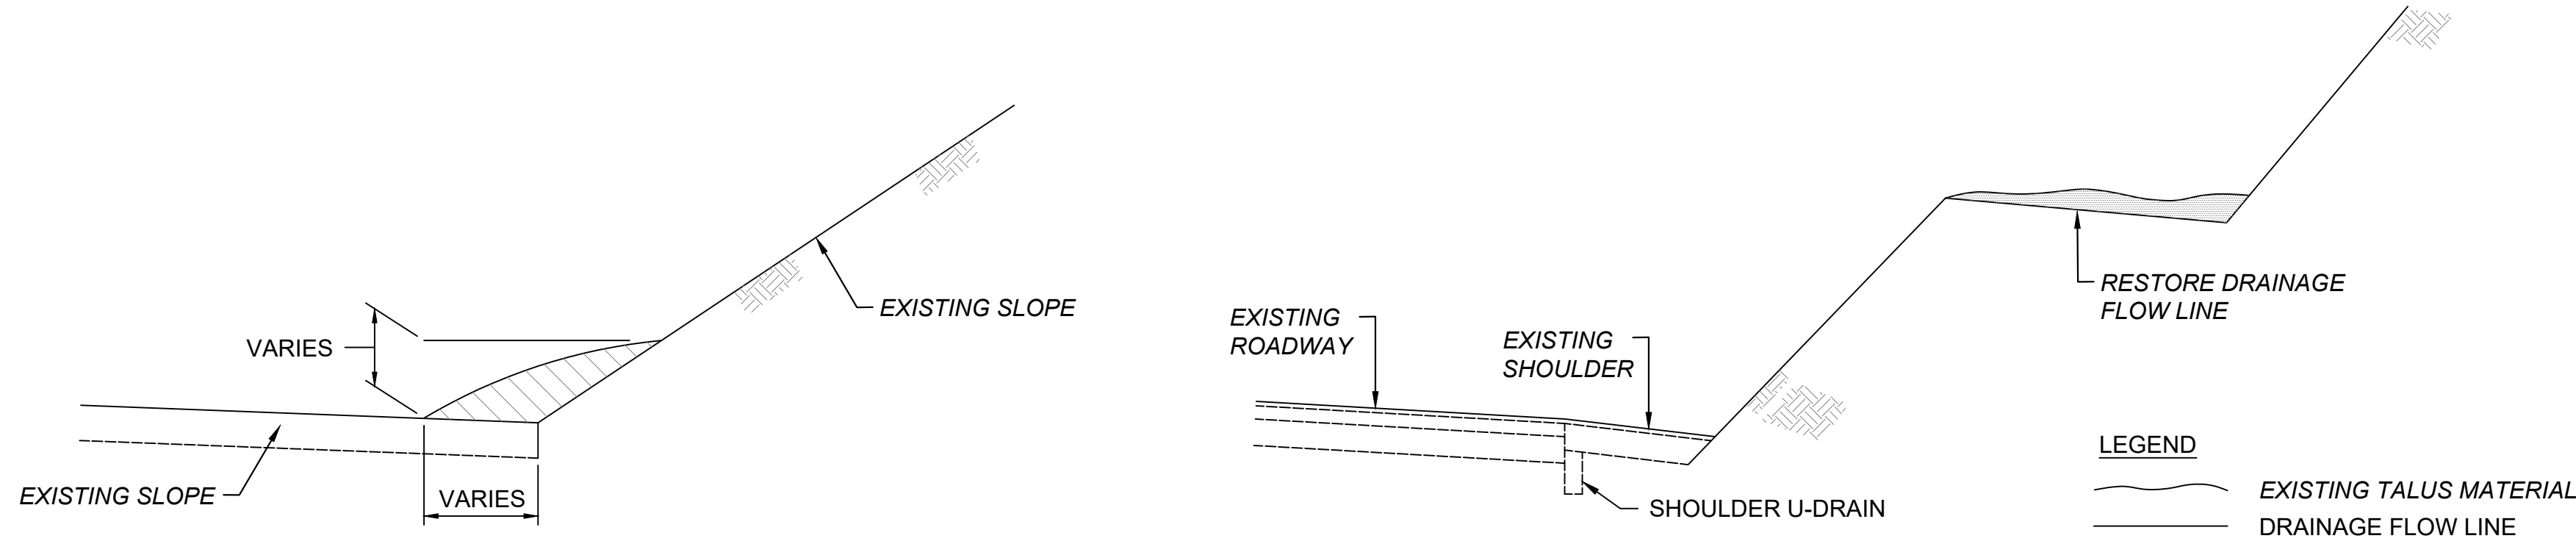 VARIES
EXISTING SLOPE
EXISTING SLOPE
VARIES
EXISTING
ROADWAY
EXISTING
SHOULDER
RESTORE DRAINAGE
FLOW LINE
SHOULDER U-DRAIN
LEGEND
EXISTING TALUS MATERIAL
DRAINAGE FLOW LINE